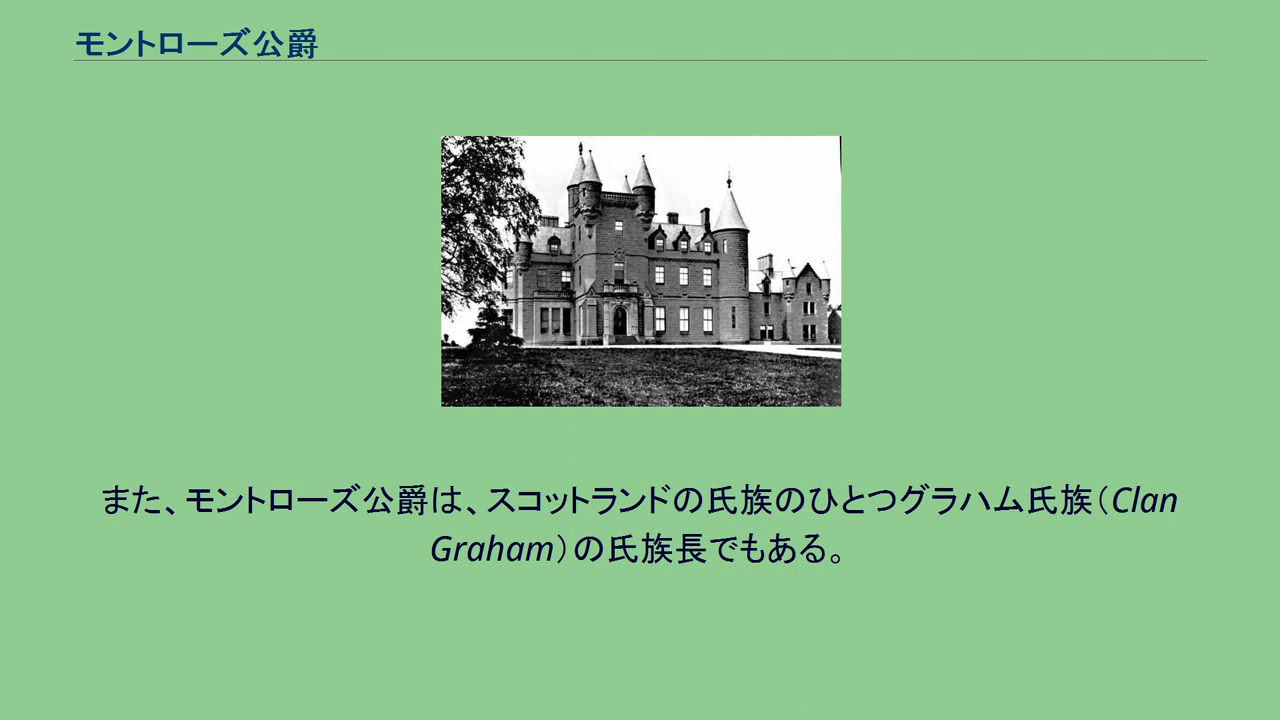 モントローズ公爵
また、モントローズ公爵は、スコットランドの氏族のひとつグラハム氏族（Clan
Graham）の氏族長でもある。